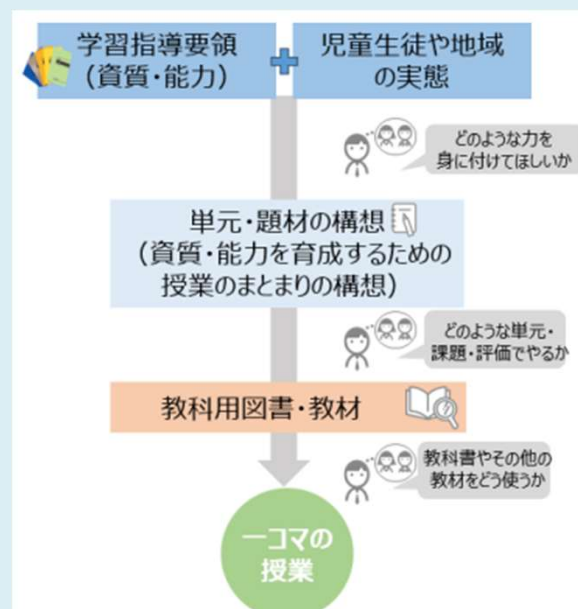 学習指導要領
(資質・能力)
児童生徒や地域
の実態
どのような力を
身に付けてほしいか
単元・題材の構想
(資質・能力を育成するための
授業のまとまりの構想)
どのような単元・
課題・評価でやるか
教科用図書・教材
教科書やその他の
教材をどう使うか
一コマの
授業